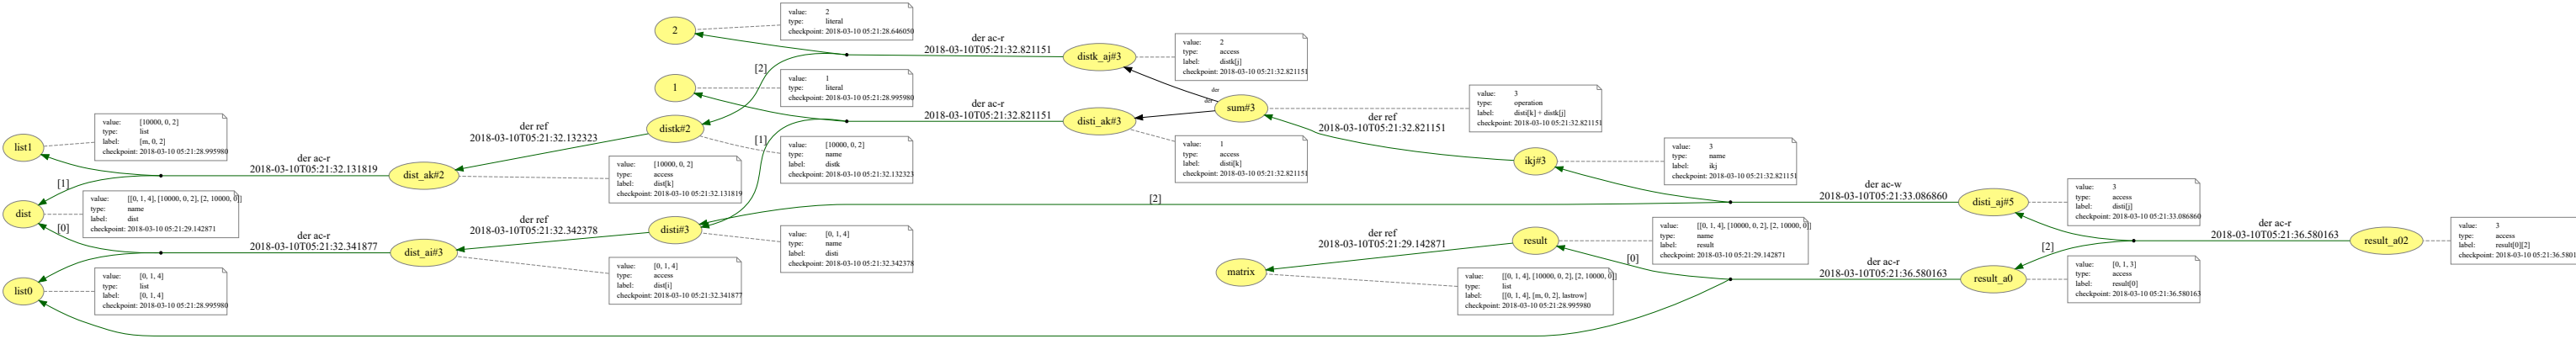 2
value: 2
type: literal
checkpoint: 2018-03-10 05:21:28.646050
der ac-r
2018-03-10T05:21:32.821151
distk_aj#3
value: 2
type: access
label: distk[j]
checkpoint: 2018-03-10 05:21:32.821151
[2]
1
value: 1
type: literal
checkpoint: 2018-03-10 05:21:28.995980
der ac-r
2018-03-10T05:21:32.821151
disti_ak#3
value: 1
type: access
label: disti[k]
checkpoint: 2018-03-10 05:21:32.821151
der
der
sum#3
value: 3
type: operation
label: disti[k] + distk[j]
checkpoint: 2018-03-10 05:21:32.821151
der ref
2018-03-10T05:21:32.821151
ikj#3
value: 3
type: name
label: ikj
checkpoint: 2018-03-10 05:21:32.821151
list1
value: [10000, 0, 2]
type: list
label: [m, 0, 2]
checkpoint: 2018-03-10 05:21:28.995980
der ac-r
2018-03-10T05:21:32.131819
[1]
dist_ak#2
value: [10000, 0, 2]
type: access
label: dist[k]
checkpoint: 2018-03-10 05:21:32.131819
der ref
2018-03-10T05:21:32.132323
distk#2
[1]
value: [10000, 0, 2]
type: name
label: distk
checkpoint: 2018-03-10 05:21:32.132323
dist
value: [[0, 1, 4], [10000, 0, 2], [2, 10000, 0]]
type: name
label: dist
checkpoint: 2018-03-10 05:21:29.142871
[0]
der ac-r
2018-03-10T05:21:32.341877
dist_ai#3
value: [0, 1, 4]
type: access
label: dist[i]
checkpoint: 2018-03-10 05:21:32.341877
der ref
2018-03-10T05:21:32.342378
disti#3
value: [0, 1, 4]
type: name
label: disti
checkpoint: 2018-03-10 05:21:32.342378
list0
value: [0, 1, 4]
type: list
label: [0, 1, 4]
checkpoint: 2018-03-10 05:21:28.995980
[2]
der ac-w
2018-03-10T05:21:33.086860
disti_aj#5
value: 3
type: access
label: disti[j]
checkpoint: 2018-03-10 05:21:33.086860
matrix
value: [[0, 1, 4], [10000, 0, 2], [2, 10000, 0]]
type: list
label: [[0, 1, 4], [m, 0, 2], lastrow]
checkpoint: 2018-03-10 05:21:28.995980
der ref
2018-03-10T05:21:29.142871
result
value: [[0, 1, 4], [10000, 0, 2], [2, 10000, 0]]
type: name
label: result
checkpoint: 2018-03-10 05:21:29.142871
[0]
der ac-r
2018-03-10T05:21:36.580163
result_a0
value: [0, 1, 3]
type: access
label: result[0]
checkpoint: 2018-03-10 05:21:36.580163
[2]
der ac-r
2018-03-10T05:21:36.580163
result_a02
value: 3
type: access
label: result[0][2]
checkpoint: 2018-03-10 05:21:36.5801